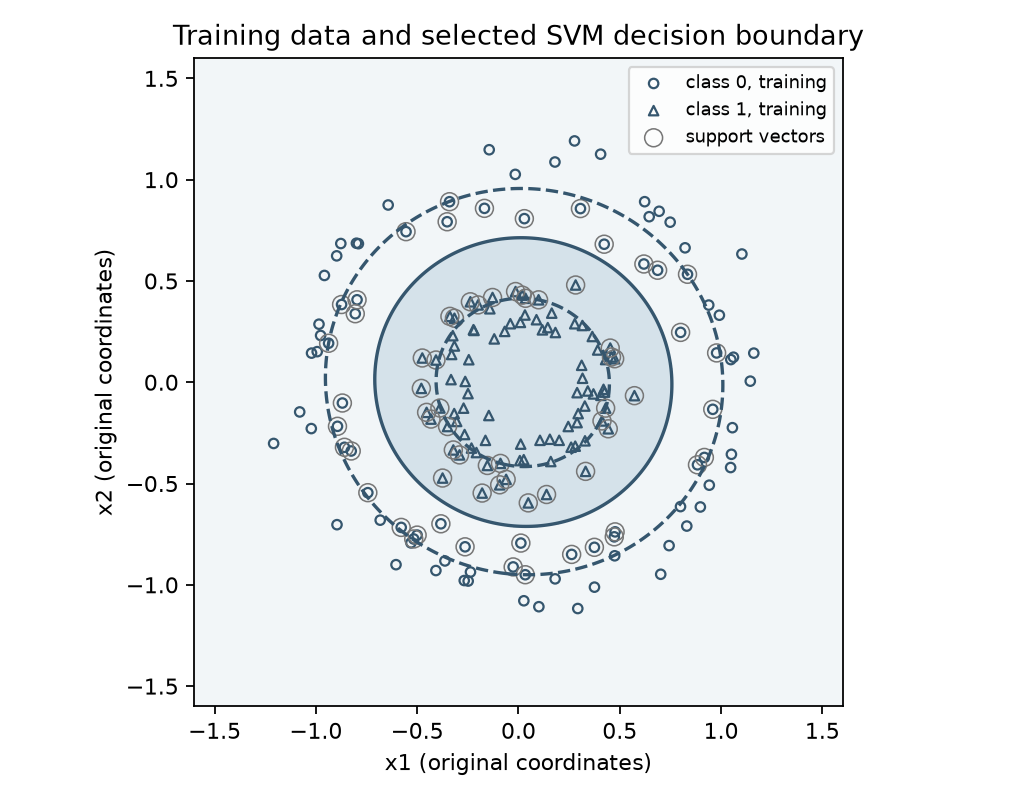 Training data and selected SVM decision boundary
class 0, training
class 1, training
support vectors
1.5
1.0
0.5
0.0
−0.5
−1.0
−1.5
x2 (original coordinates)
−1.5 −1.0 −0.5 0.0 0.5 1.0 1.5
x1 (original coordinates)